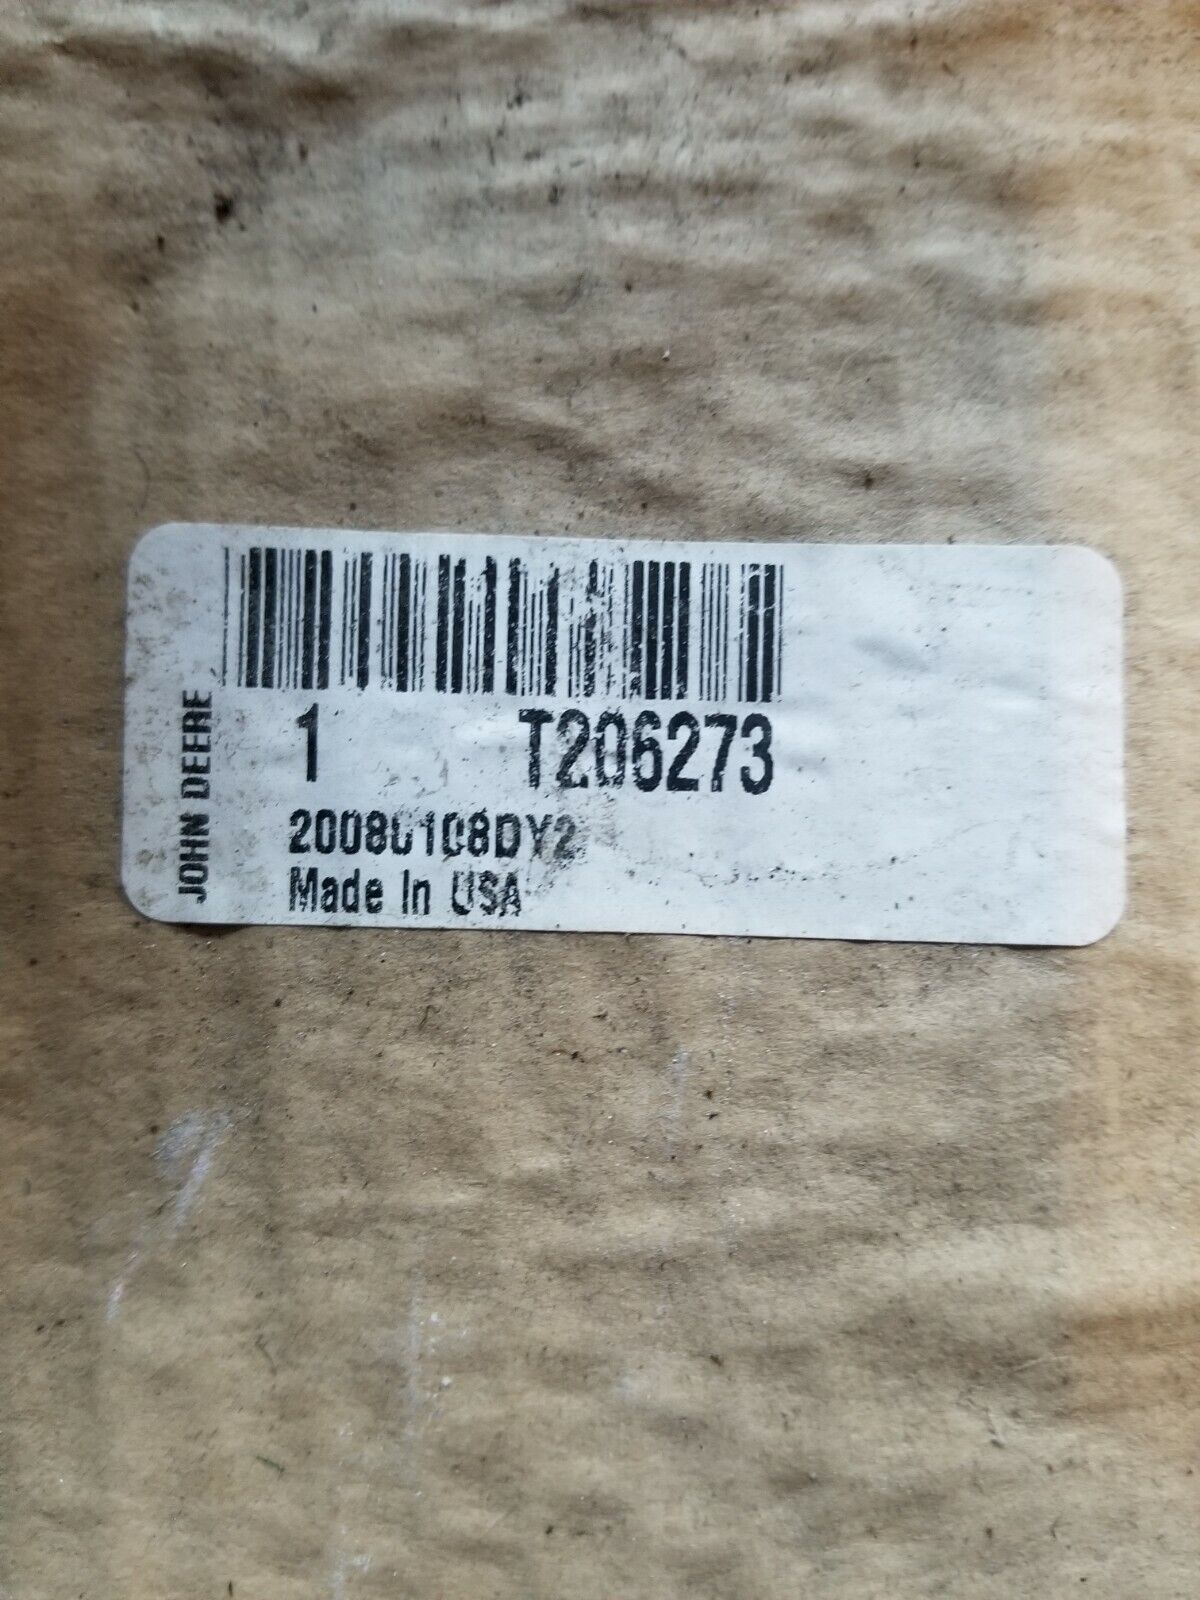 JOHN DEERE
1 T206273
20080108DY2
Made In USA